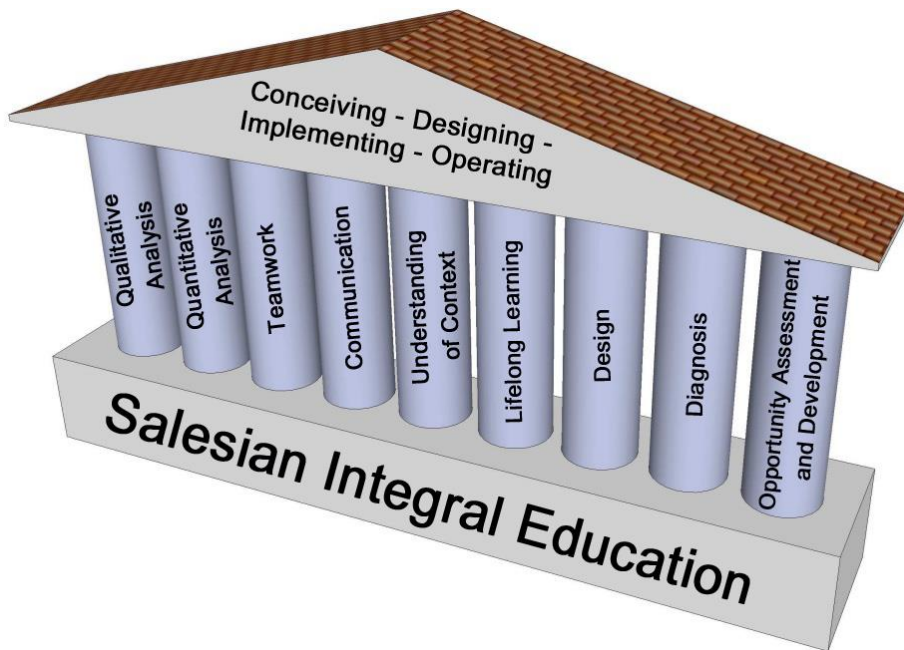 Conceiving - Designing -
Implementing - Operating
Qualitative
Analysis
Quantitative
Analysis
Teamwork
Communication
Understanding
of Context
Lifelong Learning
Design
Diagnosis
Opportunity Assessment
and Development
Salesian Integral Education